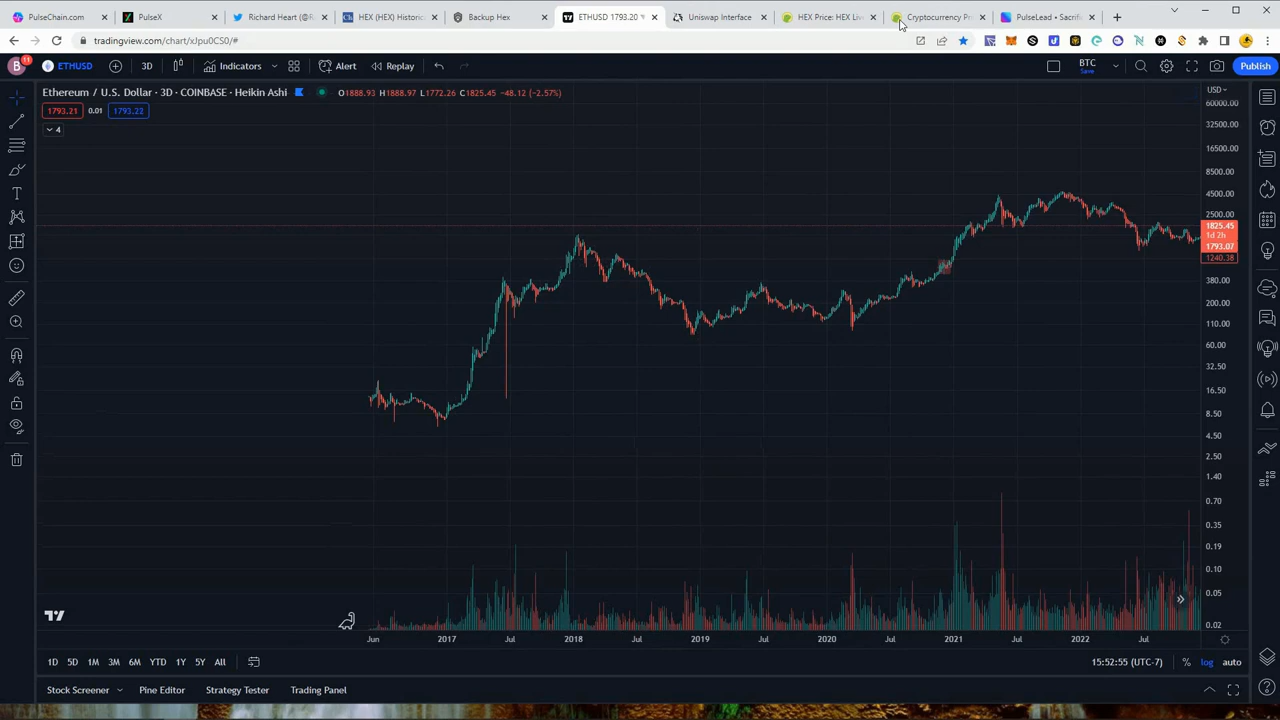 PulseChain.com
PulseX
Richard Heart (@R
HEX (HEX) Historic
Backup Hex
ETHUSD 1793.20
Uniswap Interface
HEX Price: HEX Liv
Cryptocurrency Pri
PulseLead • Sacrifi
tradingview.com/chart/xJpu0CS0/#
B
11
ETHUSD
3D
Indicators
Alert
Replay
BTC
Save
Publish
Ethereum / U.S. Dollar · 3D · COINBASE · Heikin Ashi
O1888.93 H1888.97 L1772.26 C1825.45 −48.12 (−2.57%)
USD
1793.21
0.01
1793.22
4
60000.00
32500.00
16500.00
8500.00
4500.00
2500.00
1825.45
1d 2h
1793.07
1240.38
380.00
200.00
110.00
60.00
32.50
16.50
8.50
4.50
2.50
1.40
0.70
0.35
0.19
0.10
0.05
0.02
Jun
2017
Jul
2018
Jul
2019
Jul
2020
Jul
2021
Jul
2022
Jul
1D
5D
1M
3M
6M
YTD
1Y
5Y
All
15:52:55 (UTC-7)
%
log
auto
Stock Screener
Pine Editor
Strategy Tester
Trading Panel